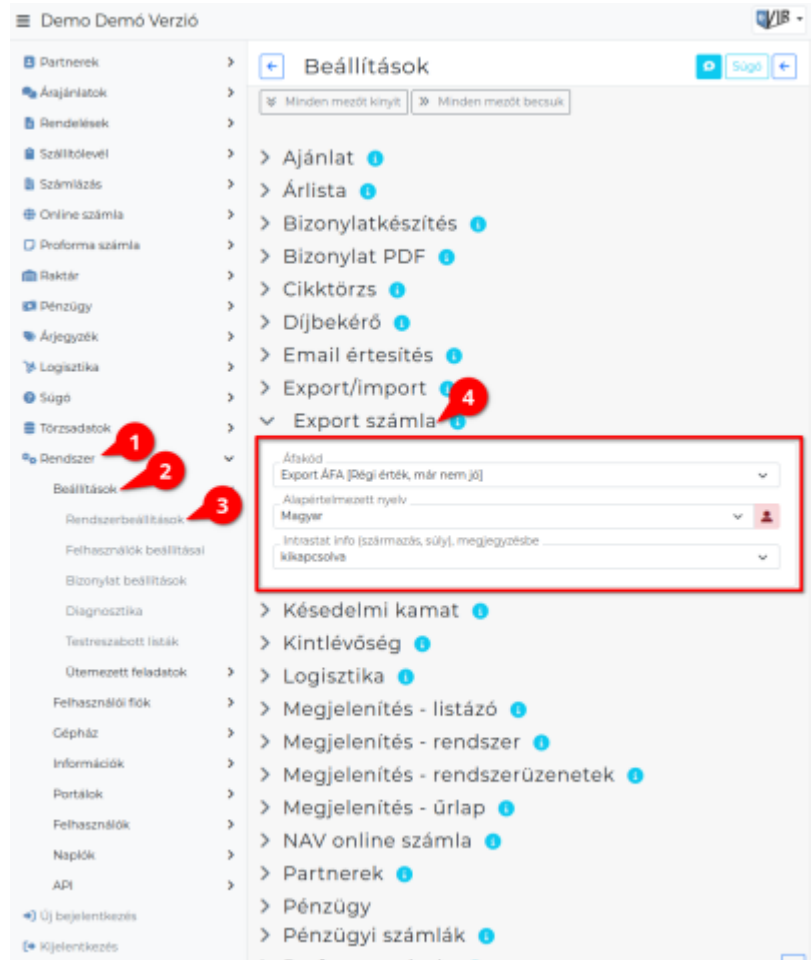 Demo Demó Verzió
VIR
Partnerek
Árajánlatok
Rendelések
Szállítólevél
Számlázás
Online számla
Proforma számla
Raktár
Pénzügy
Árjegyzék
Logisztika
Súgó
Törzsadatok
1
Rendszer
2
Beállítások
3
Rendszerbeállítások
Felhasználók beállításai
Bizonylat beállítások
Diagnosztika
Testreszabott listák
Ütemezett feladatok
Felhasználói fiók
Gépház
Információk
Portálok
Felhasználók
Naplók
API
Új bejelentkezés
Kijelentkezés
Beállítások
Súgó
Minden mezőt kinyit
Minden mezőt becsuk
Ajánlat
Árlista
Bizonylatkészítés
Bizonylat PDF
Cikktörzs
Díjbekérő
Email értesítés
Export/import
4
Export számla
Áfakód
Export ÁFA [Régi érték, már nem jó]
Alapértelmezett nyelv
Magyar
Intrastat info (származás, súly), megjegyzésbe
kikapcsolva
Késedelmi kamat
Kintlévőség
Logisztika
Megjelenítés - listázó
Megjelenítés - rendszer
Megjelenítés - rendszerüzenetek
Megjelenítés - űrlap
NAV online számla
Partnerek
Pénzügy
Pénzügyi számlák